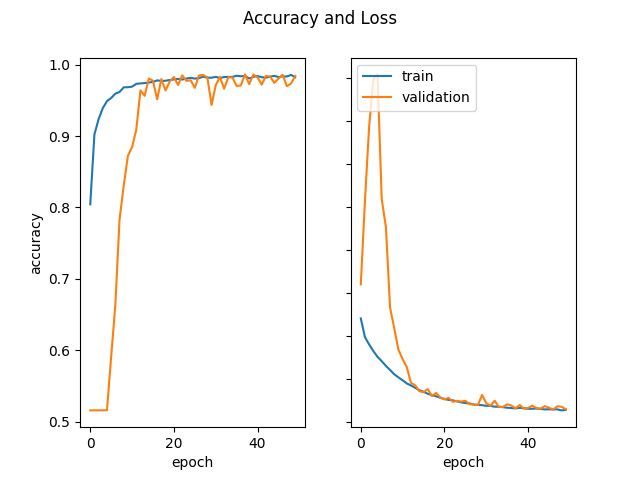 Accuracy and Loss
accuracy
1.0
0.9
0.8
0.7
0.6
0.5
0 20 40
epoch
train
validation
0 20 40
epoch